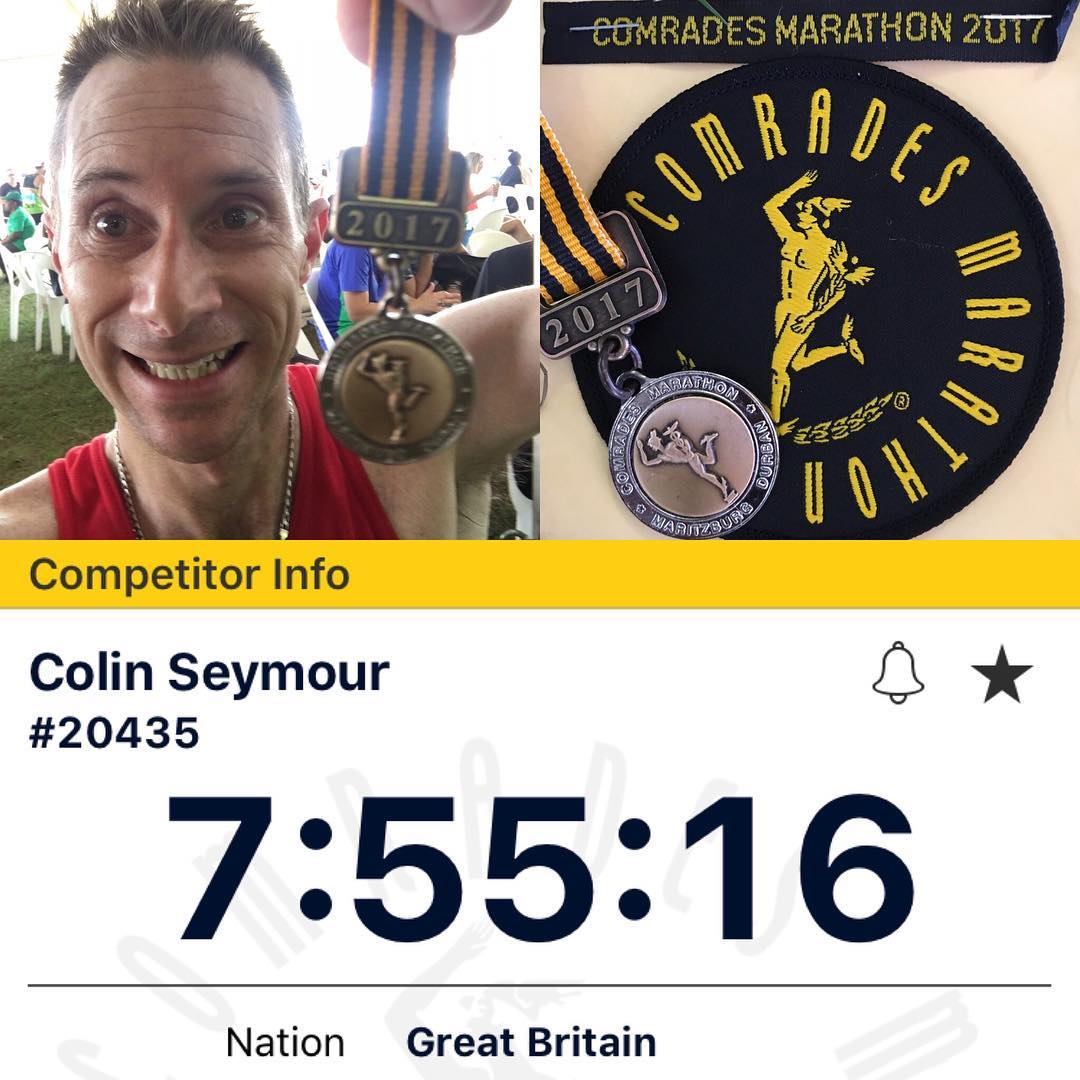 2017
COMRADES MARATHON 2017
COMRADES MARATHON
®
2017
COMRADES MARATHON
DURBAN
MARITZBURG
Competitor Info
Colin Seymour
#20435
7:55:16
Nation Great Britain